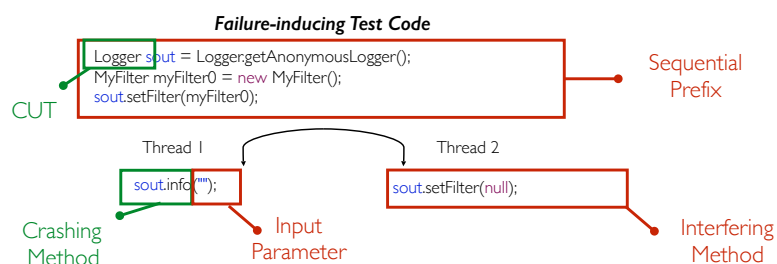 Failure-inducing Test Code
Logger sout = Logger.getAnonymousLogger();
MyFilter myFilter0 = new MyFilter();
sout.setFilter(myFilter0);
CUT
Sequential
Prefix
Thread 1
Thread 2
sout.info("");
sout.setFilter(null);
Crashing
Method
Input
Parameter
Interfering
Method